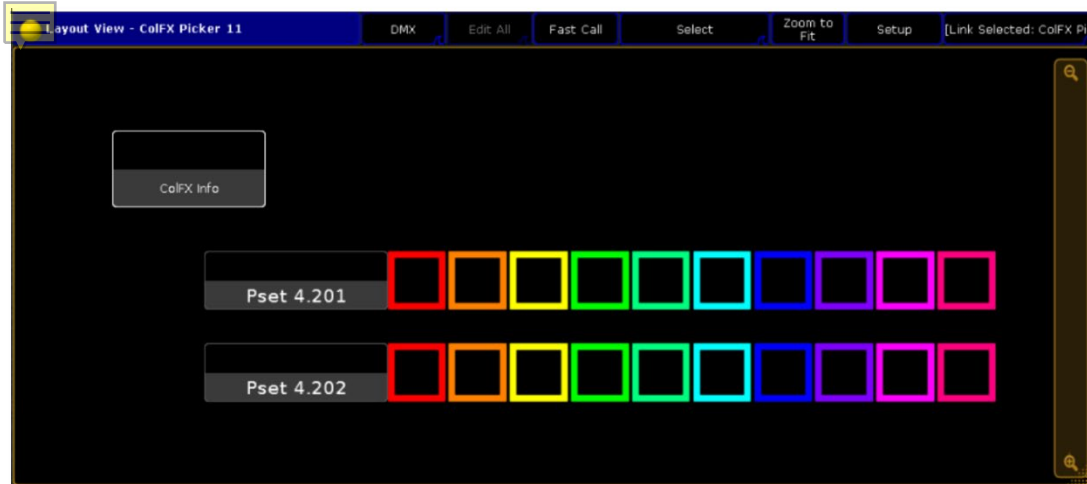 Layout View - ColFX Picker 11
DMX
Edit All
Fast Call
Select
Zoom to
Fit
Setup
[Link Selected: ColFX Pi
ColFX Info
Pset 4.201
Pset 4.202